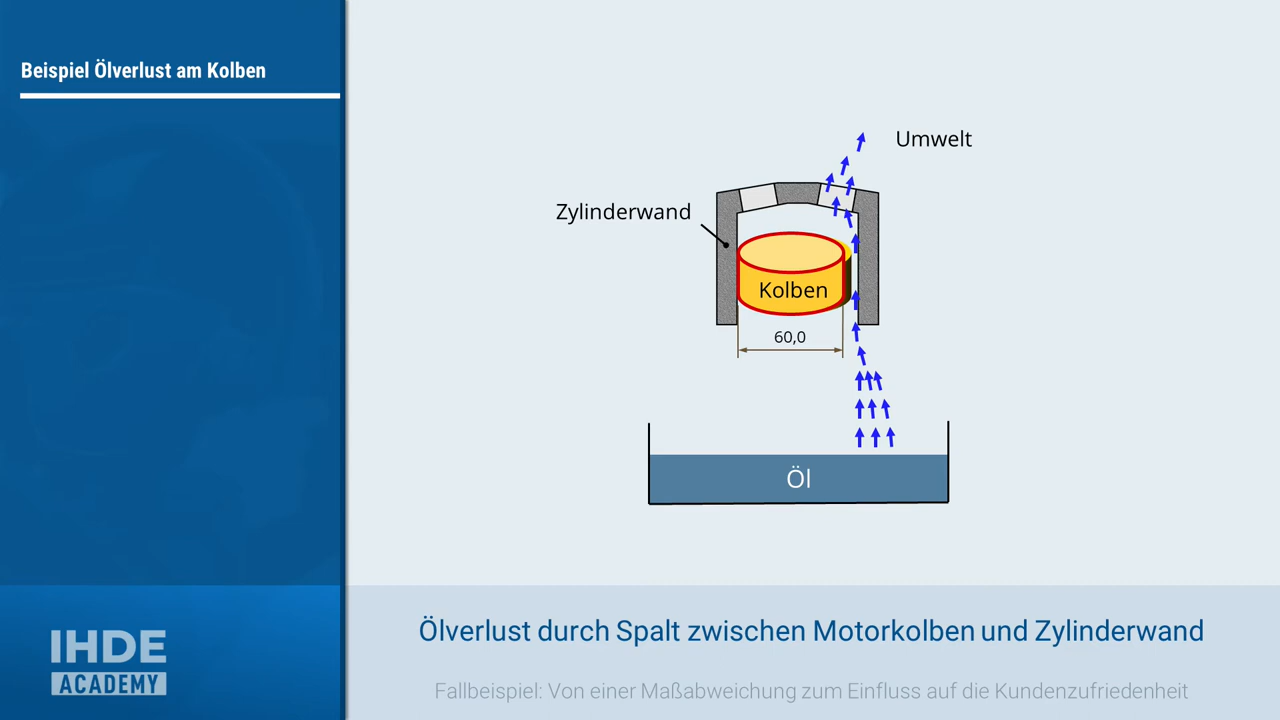 Beispiel Ölverlust am Kolben
Umwelt
Zylinderwand
Kolben
60,0
Öl
Ölverlust durch Spalt zwischen Motorkolben und Zylinderwand
Fallbeispiel: Von einer Maßabweichung zum Einfluss auf die Kundenzufriedenheit
IHDE
ACADEMY